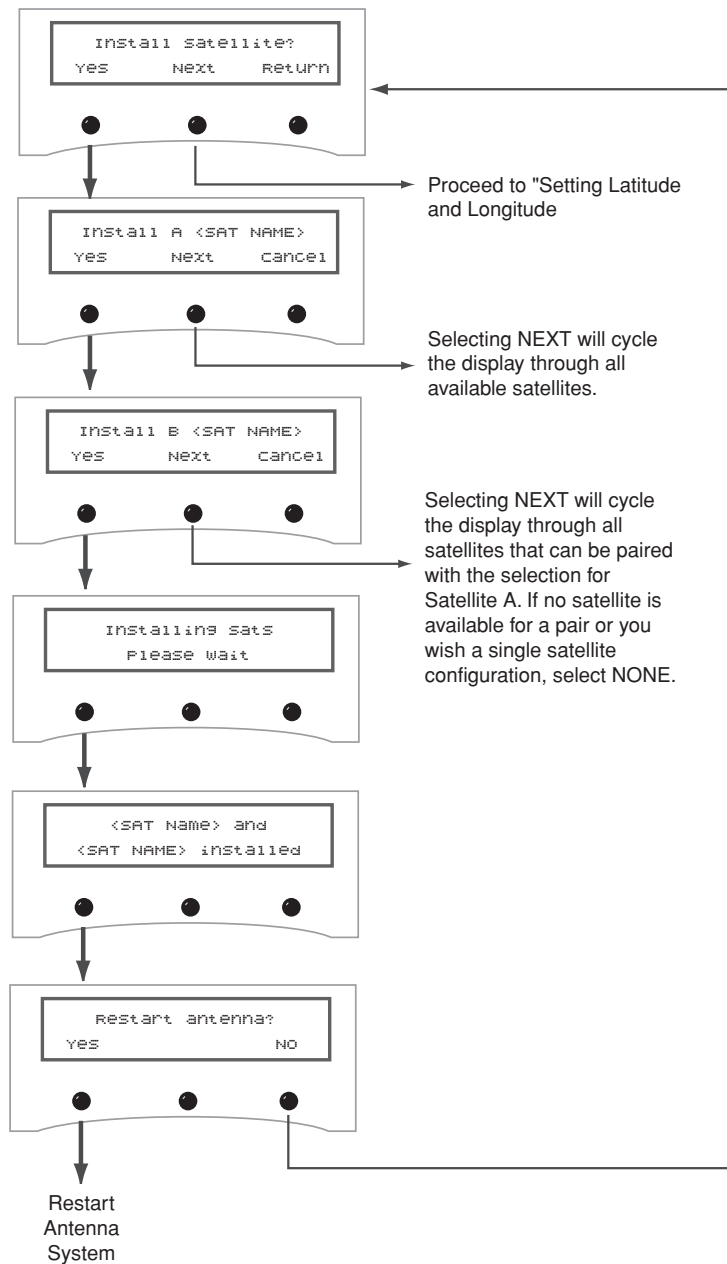 Install Satellite?
Yes Next Return
Proceed to "Setting Latitude
and Longitude
Install A <SAT NAME>
Yes Next Cancel
Selecting NEXT will cycle
the display through all
available satellites.
Install B <SAT NAME>
Yes Next Cancel
Selecting NEXT will cycle
the display through all
satellites that can be paired
with the selection for
Satellite A. If no satellite is
available for a pair or you
wish a single satellite
configuration, select NONE.
Installing Sats
Please Wait
<SAT Name> and
<SAT NAME> installed
Restart antenna?
Yes No
Restart
Antenna
System